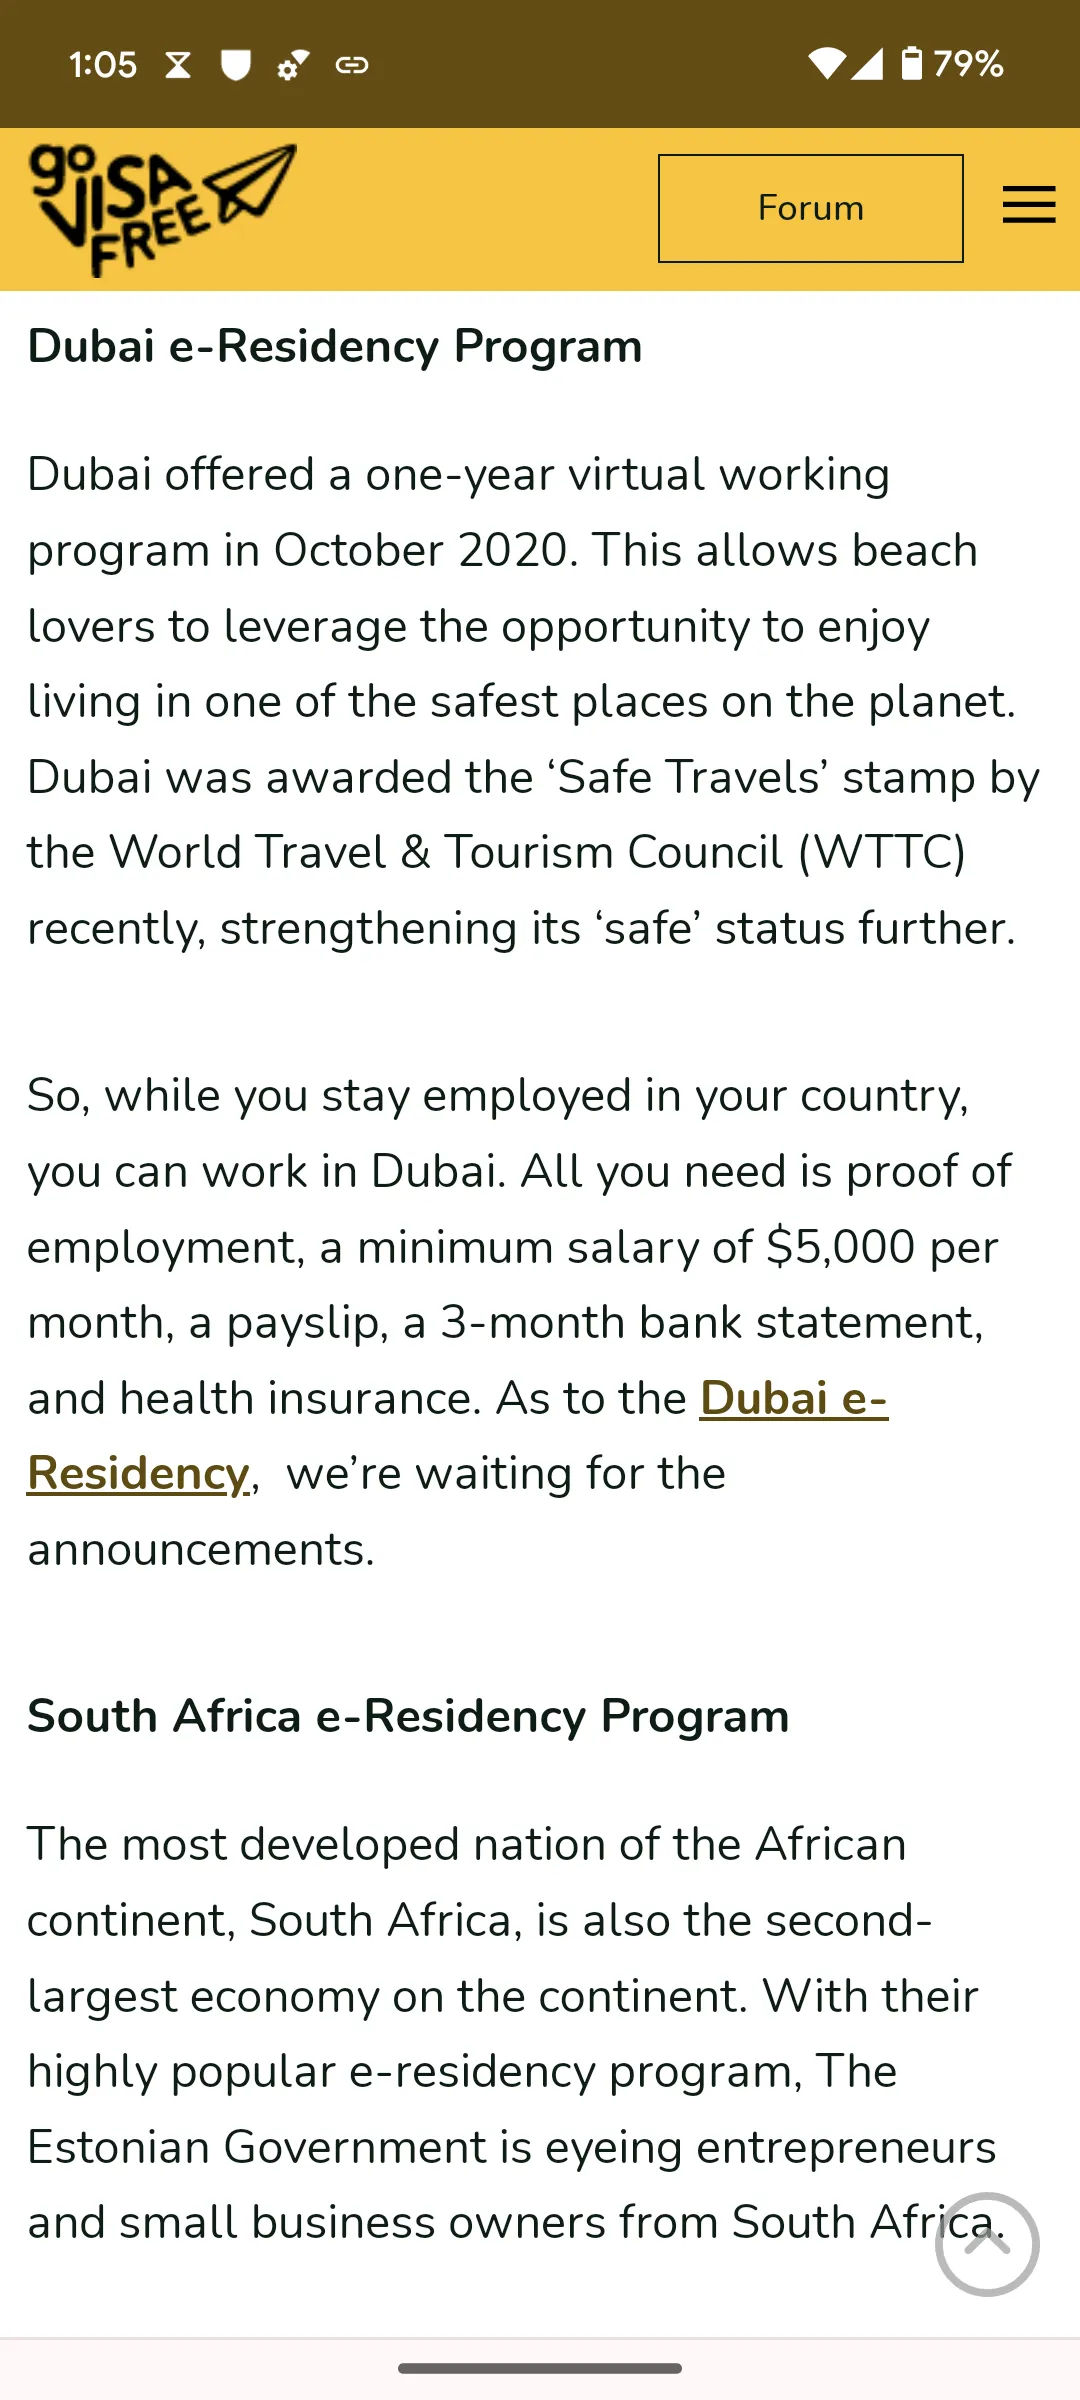 1:05
79%
go
VISA
FREE
Forum
Dubai e-Residency Program
Dubai offered a one-year virtual working
program in October 2020. This allows beach
lovers to leverage the opportunity to enjoy
living in one of the safest places on the planet.
Dubai was awarded the ‘Safe Travels’ stamp by
the World Travel & Tourism Council (WTTC)
recently, strengthening its ‘safe’ status further.
So, while you stay employed in your country,
you can work in Dubai. All you need is proof of
employment, a minimum salary of $5,000 per
month, a payslip, a 3-month bank statement,
and health insurance. As to the Dubai e-
Residency,  we’re waiting for the
announcements.
South Africa e-Residency Program
The most developed nation of the African
continent, South Africa, is also the second-
largest economy on the continent. With their
highly popular e-residency program, The
Estonian Government is eyeing entrepreneurs
and small business owners from South Africa.